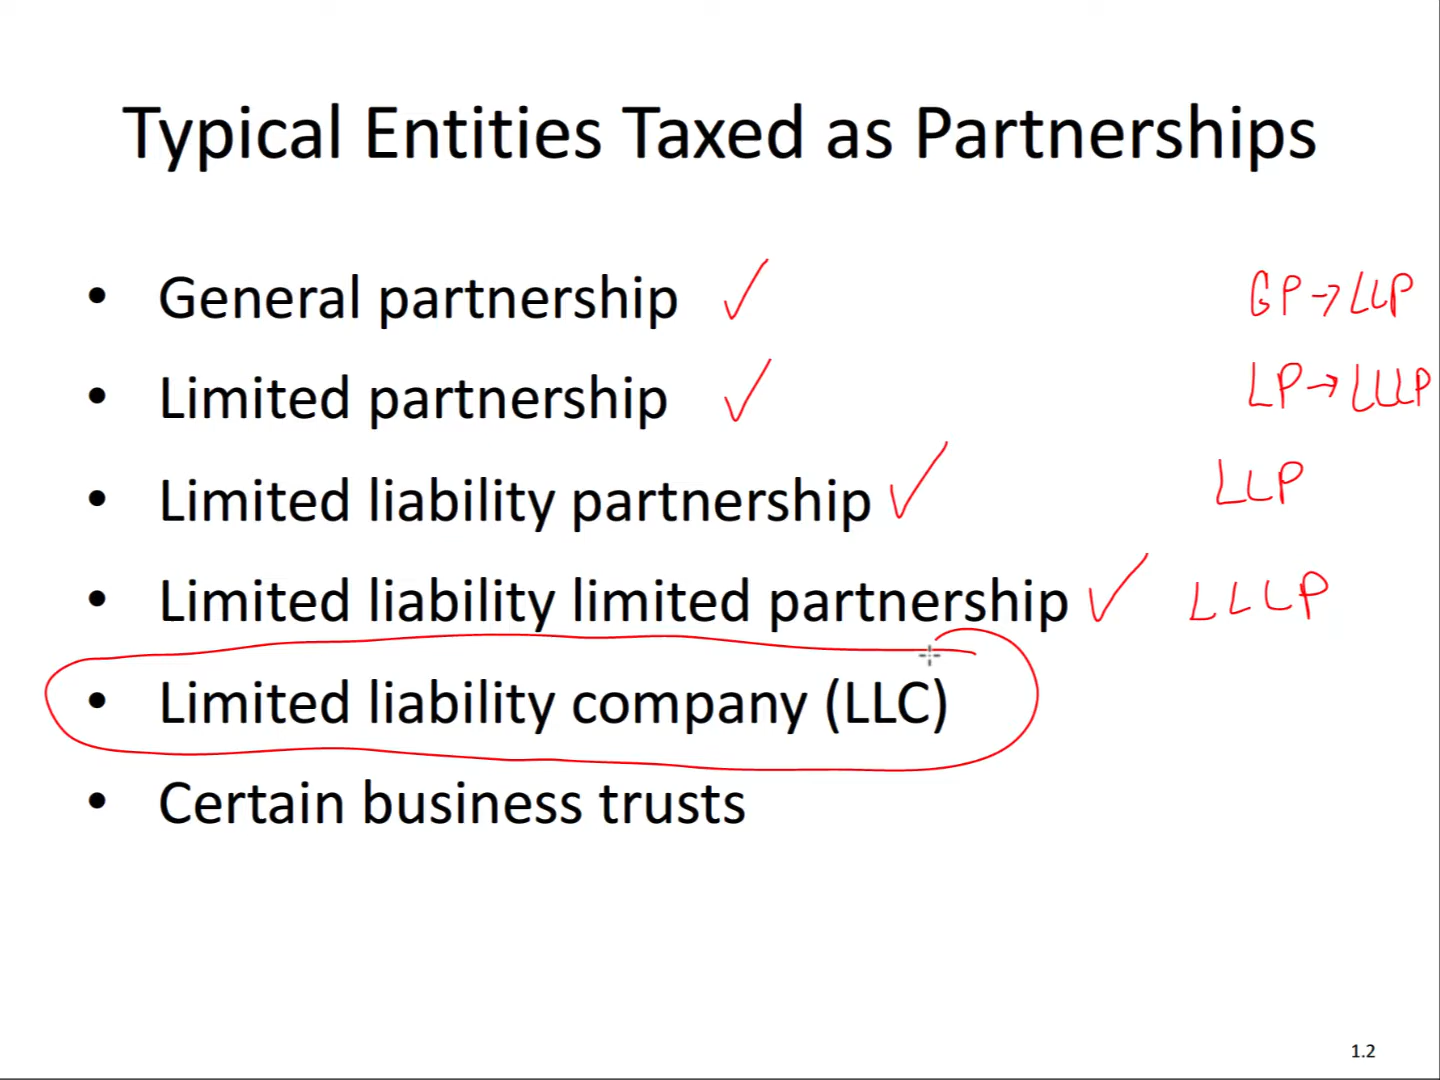 Typical Entities Taxed as Partnerships
• General partnership ✓ GP→LLP
• Limited partnership ✓ LP→LLLP
• Limited liability partnership ✓ LLP
• Limited liability limited partnership ✓ LLLP
• Limited liability company (LLC)
• Certain business trusts
1.2